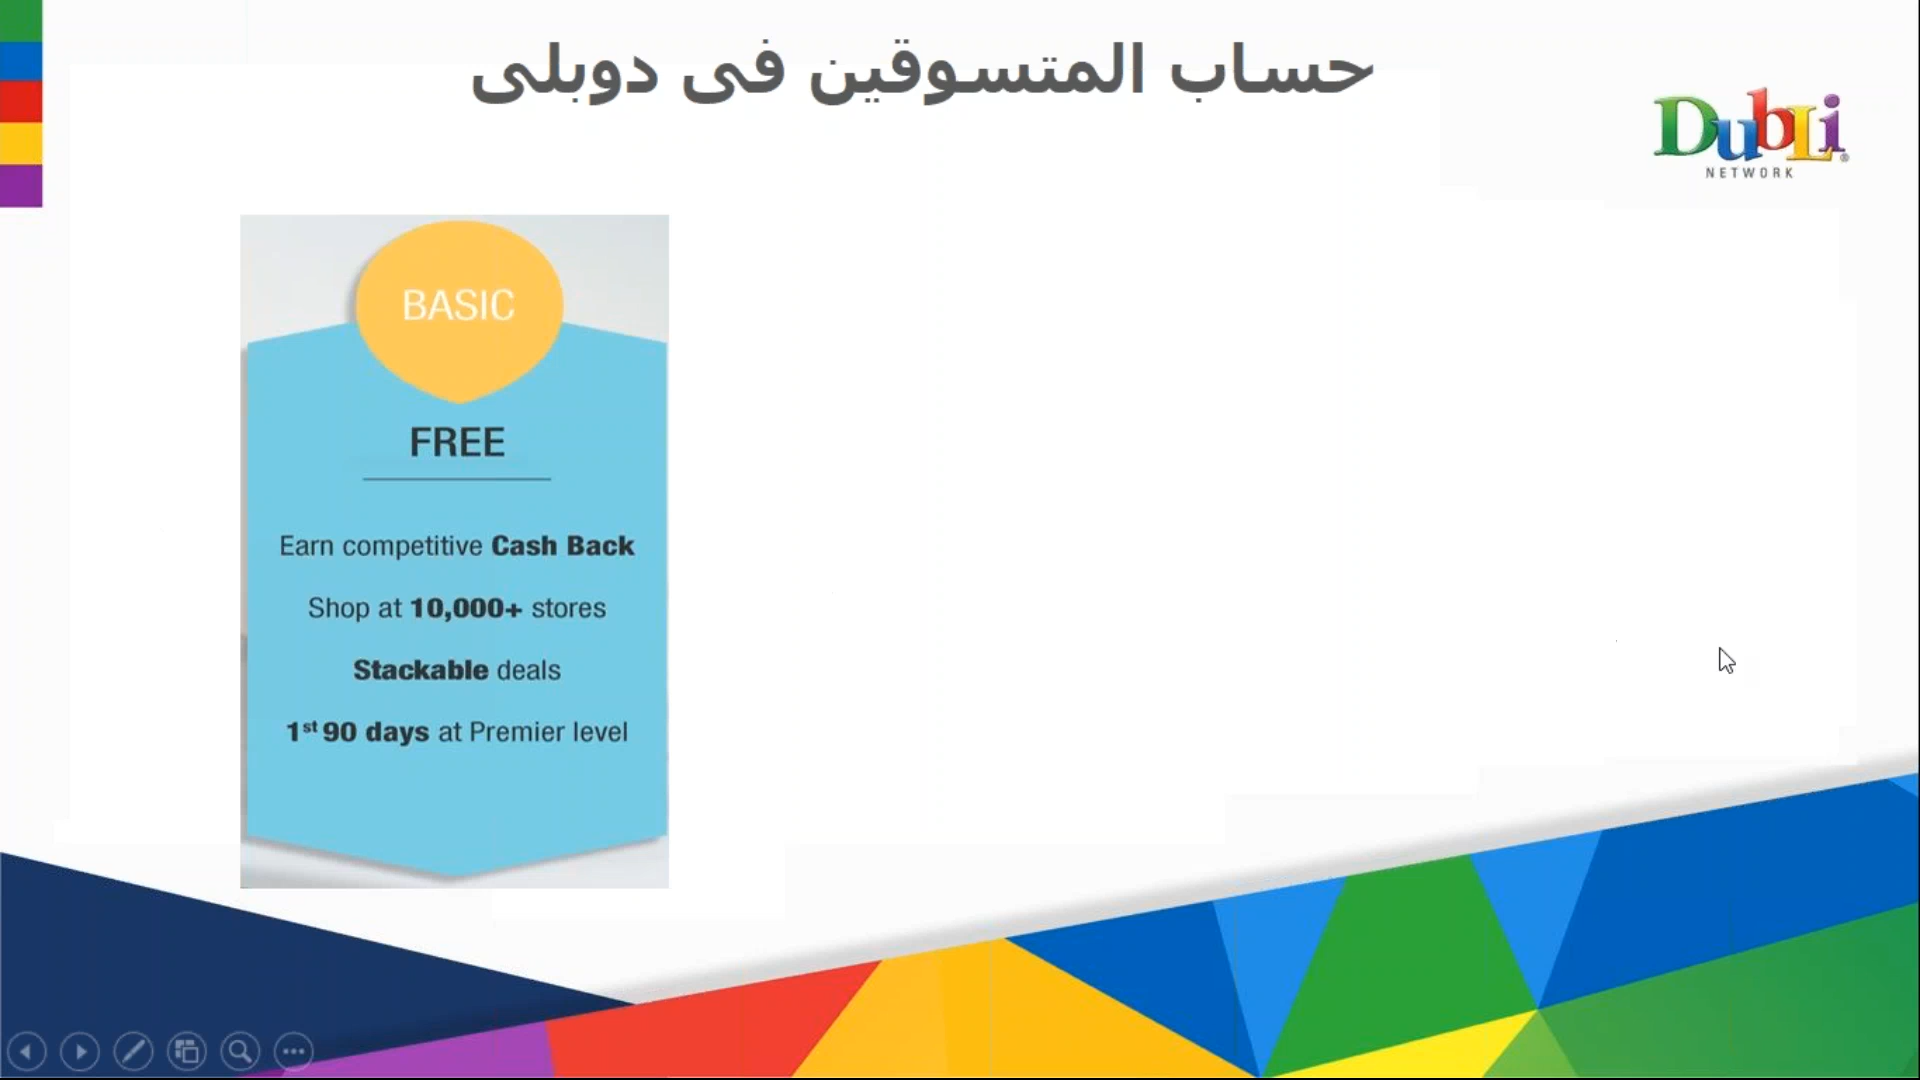 حساب المتسوقين فى دوبلى
DubLi®
NETWORK
BASIC
FREE
Earn competitive Cash Back
Shop at 10,000+ stores
Stackable deals
1st 90 days at Premier level